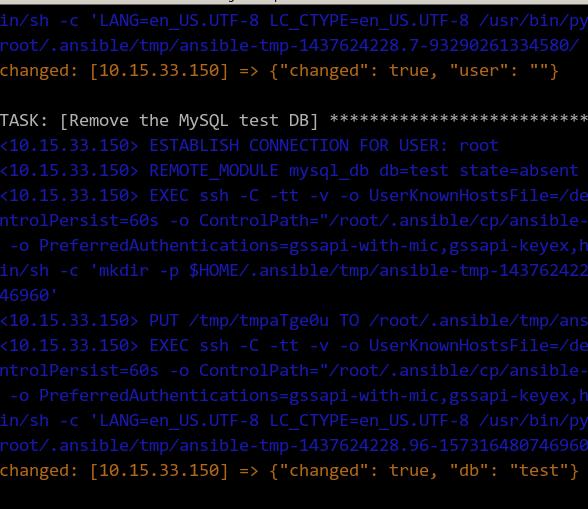 in/sh -c 'LANG=en_US.UTF-8 LC_CTYPE=en_US.UTF-8 /usr/bin/py
root/.ansible/tmp/ansible-tmp-1437624228.7-93290261334580/
changed: [10.15.33.150] => {"changed": true, "user": ""}
TASK: [Remove the MySQL test DB] **************************
<10.15.33.150> ESTABLISH CONNECTION FOR USER: root
<10.15.33.150> REMOTE_MODULE mysql_db db=test state=absent
<10.15.33.150> EXEC ssh -C -tt -v -o UserKnownHostsFile=/de
ntrolPersist=60s -o ControlPath="/root/.ansible/cp/ansible-
-o PreferredAuthentications=gssapi-with-mic,gssapi-keyex,h
in/sh -c 'mkdir -p $HOME/.ansible/tmp/ansible-tmp-143762422
46960'
<10.15.33.150> PUT /tmp/tmpaTge0u TO /root/.ansible/tmp/ans
<10.15.33.150> EXEC ssh -C -tt -v -o UserKnownHostsFile=/de
ntrolPersist=60s -o ControlPath="/root/.ansible/cp/ansible-
-o PreferredAuthentications=gssapi-with-mic,gssapi-keyex,h
in/sh -c 'LANG=en_US.UTF-8 LC_CTYPE=en_US.UTF-8 /usr/bin/py
root/.ansible/tmp/ansible-tmp-1437624228.96-157316480746960
changed: [10.15.33.150] => {"changed": true, "db": "test"}